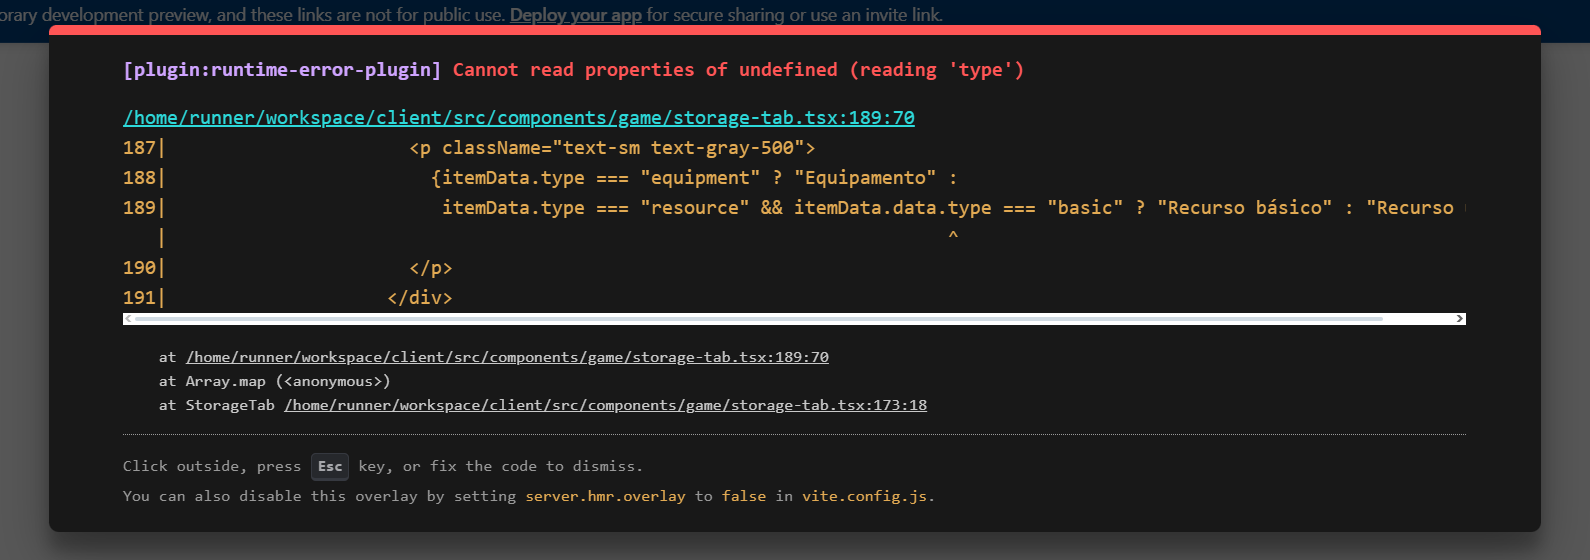 orary development preview, and these links are not for public use. Deploy your app for secure sharing or use an invite link.
[plugin:runtime-error-plugin] Cannot read properties of undefined (reading 'type')
/home/runner/workspace/client/src/components/game/storage-tab.tsx:189:70
187|                      <p className="text-sm text-gray-500">
188|                        {itemData.type === "equipment" ? "Equipamento" :
189|                         itemData.type === "resource" && itemData.data.type === "basic" ? "Recurso básico" : "Recurso
   |                                                                       ^
190|                      </p>
191|                    </div>
at /home/runner/workspace/client/src/components/game/storage-tab.tsx:189:70
at Array.map (<anonymous>)
at StorageTab /home/runner/workspace/client/src/components/game/storage-tab.tsx:173:18
Click outside, press Esc key, or fix the code to dismiss.
You can also disable this overlay by setting server.hmr.overlay to false in vite.config.js.